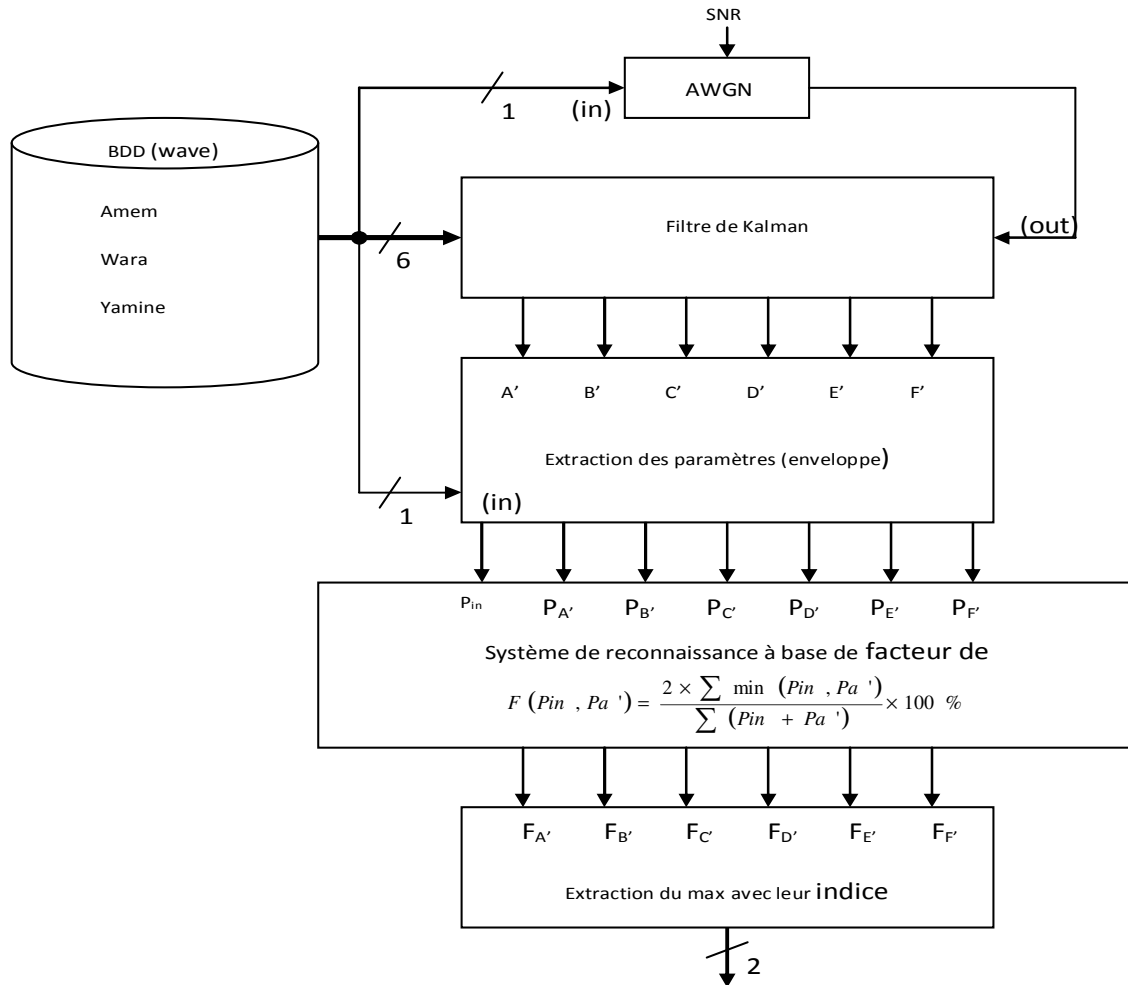 SNR
AWGN
1
(in)
BDD (wave)
Amem
Wara
Yamine
6
Filtre de Kalman
(out)
A' B' C' D' E' F'
Extraction des paramètres (enveloppe)
(in)
1
Pin PA' PB' PC' PD' PE' PF'
Système de reconnaissance à base de facteur de
F (Pin , Pa ') = 2 × ∑ min (Pin , Pa ') / ∑ (Pin + Pa ') × 100 %
FA' FB' FC' FD' FE' FF'
Extraction du max avec leur indice
2